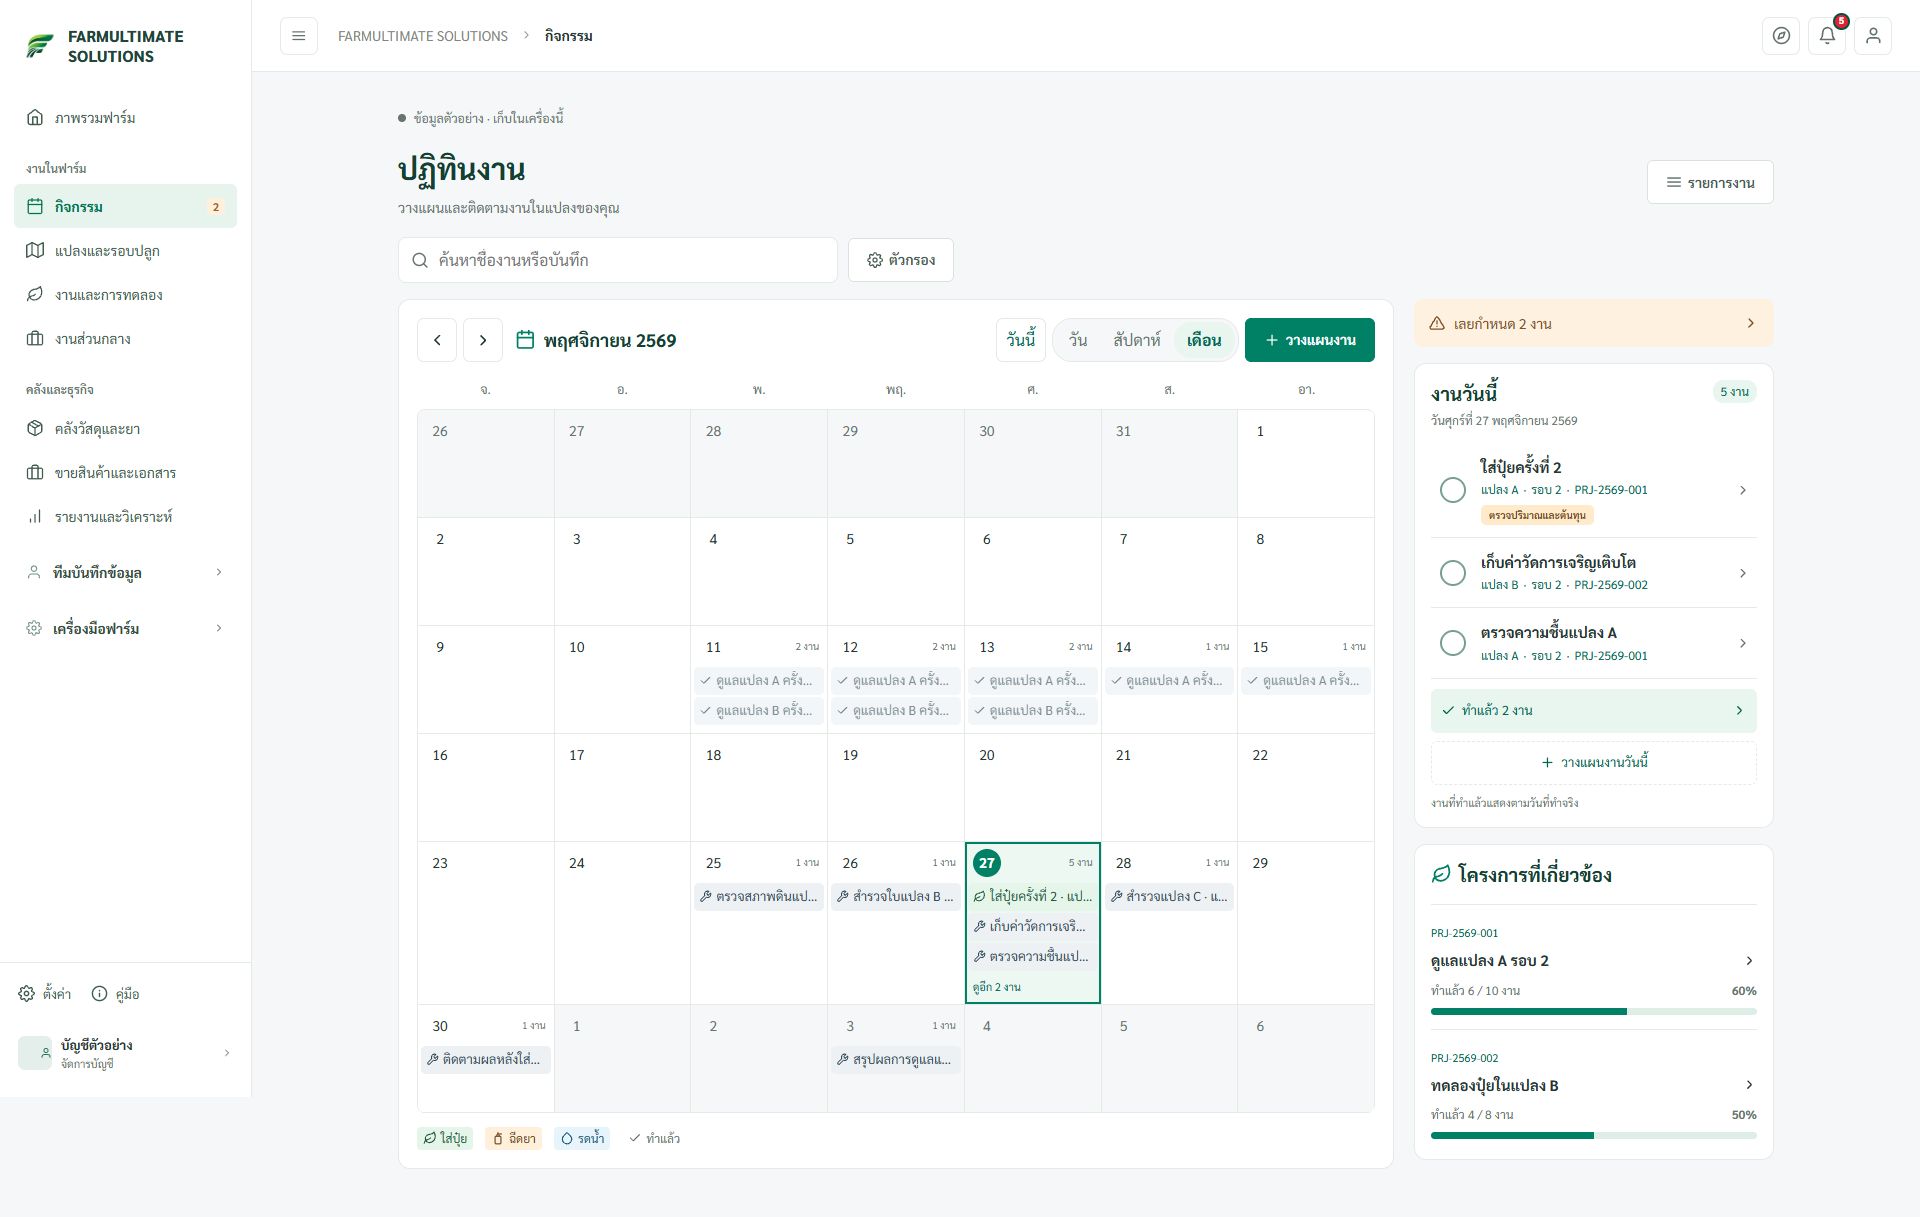 FARMULTIMATE
SOLUTIONS
ภาพรวมฟาร์ม
งานในฟาร์ม
กิจกรรม 2
แปลงและรอบปลูก
งานและการทดลอง
งานส่วนกลาง
คลังและธุรกิจ
คลังวัสดุและยา
ขายสินค้าและเอกสาร
รายงานและวิเคราะห์
ทีมบันทึกข้อมูล
เครื่องมือฟาร์ม
ตั้งค่า คู่มือ
บัญชีตัวอย่าง
จัดการบัญชี
FARMULTIMATE SOLUTIONS กิจกรรม
5
ข้อมูลตัวอย่าง · เก็บในเครื่องนี้
ปฏิทินงาน
วางแผนและติดตามงานในแปลงของคุณ
รายการงาน
ค้นหาชื่องานหรือบันทึก
ตัวกรอง
พฤศจิกายน 2569
วันนี้ วัน สัปดาห์ เดือน + วางแผนงาน
จ. อ. พ. พฤ. ศ. ส. อา.
26 27 28 29 30 31 1
2 3 4 5 6 7 8
9 10 11 2 งาน 12 2 งาน 13 2 งาน 14 1 งาน 15 1 งาน
ดูแลแปลง A ครั้ง... ดูแลแปลง A ครั้ง... ดูแลแปลง A ครั้ง... ดูแลแปลง A ครั้ง... ดูแลแปลง A ครั้ง...
ดูแลแปลง B ครั้ง... ดูแลแปลง B ครั้ง... ดูแลแปลง B ครั้ง...
16 17 18 19 20 21 22
23 24 25 1 งาน 26 1 งาน 27 5 งาน 28 1 งาน 29
ตรวจสภาพดินแป... สำรวจใบแปลง B ... ใส่ปุ๋ยครั้งที่ 2 · แป... สำรวจแปลง C · แ...
เก็บค่าวัดการเจริ...
ตรวจความชื้นแป...
ดูอีก 2 งาน
30 1 งาน 1 2 3 1 งาน 4 5 6
ติดตามผลหลังใส่... สรุปผลการดูแลแ...
ใส่ปุ๋ย ฉีดยา รดน้ำ ทำแล้ว
เลยกำหนด 2 งาน
งานวันนี้ 5 งาน
วันศุกร์ที่ 27 พฤศจิกายน 2569
ใส่ปุ๋ยครั้งที่ 2
แปลง A · รอบ 2 · PRJ-2569-001
ตรวจปริมาณและต้นทุน
เก็บค่าวัดการเจริญเติบโต
แปลง B · รอบ 2 · PRJ-2569-002
ตรวจความชื้นแปลง A
แปลง A · รอบ 2 · PRJ-2569-001
ทำแล้ว 2 งาน
+ วางแผนงานวันนี้
งานที่ทำแล้วแสดงตามวันที่ทำจริง
โครงการที่เกี่ยวข้อง
PRJ-2569-001
ดูแลแปลง A รอบ 2
ทำแล้ว 6 / 10 งาน 60%
PRJ-2569-002
ทดลองปุ๋ยในแปลง B
ทำแล้ว 4 / 8 งาน 50%